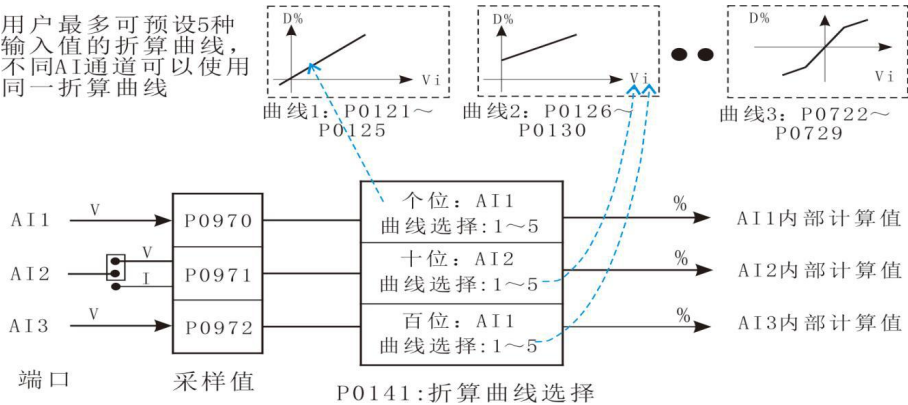 用户最多可预设5种
输入值的折算曲线，
不同AI通道可以使用
同一折算曲线
D%
Vi
曲线1: P0121～
P0125
D%
Vi
曲线2: P0126～
P0130
D%
Vi
曲线3: P0722～
P0729
AI1
V
P0970
个位: AI1
曲线选择:1～5
%
AI1内部计算值
AI2
V
I
P0971
十位: AI2
曲线选择:1～5
%
AI2内部计算值
AI3
V
P0972
百位: AI1
曲线选择:1～5
%
AI3内部计算值
端口
采样值
P0141:折算曲线选择